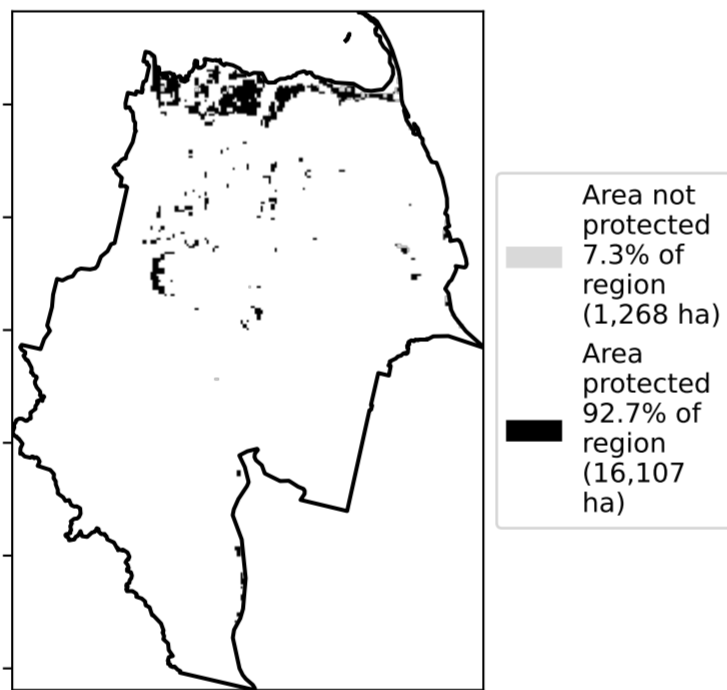 Area not
protected
7.3% of
region
(1,268 ha)
Area
protected
92.7% of
region
(16,107
ha)